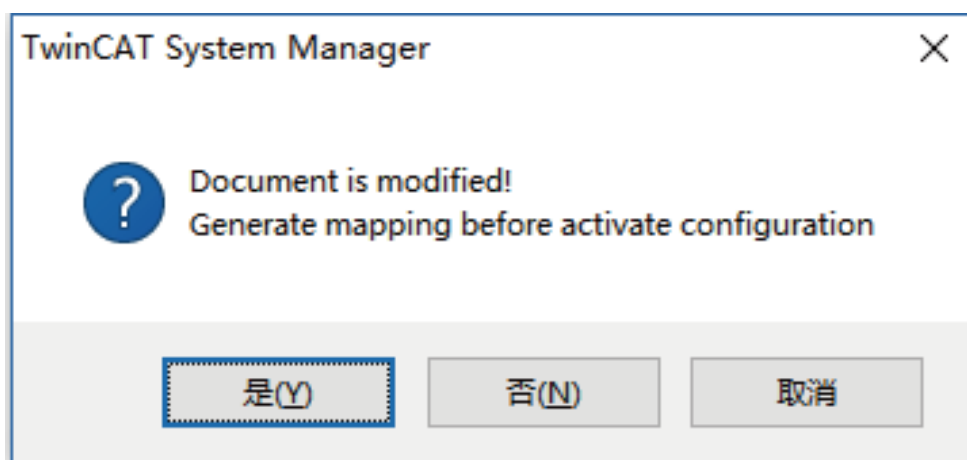 TwinCAT System Manager
Document is modified!
Generate mapping before activate configuration
是(Y)
否(N)
取消